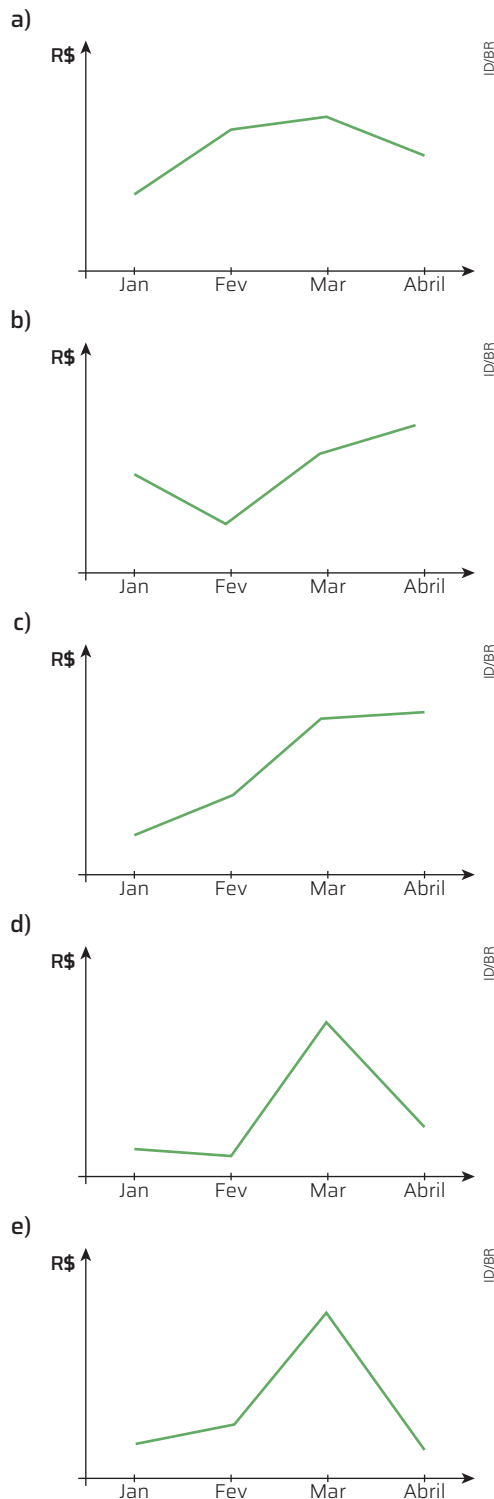 a)
R$
ID/BR
Jan Fev Mar Abril
b)
R$
ID/BR
Jan Fev Mar Abril
c)
R$
ID/BR
Jan Fev Mar Abril
d)
R$
ID/BR
Jan Fev Mar Abril
e)
R$
ID/BR
Jan Fev Mar Abril